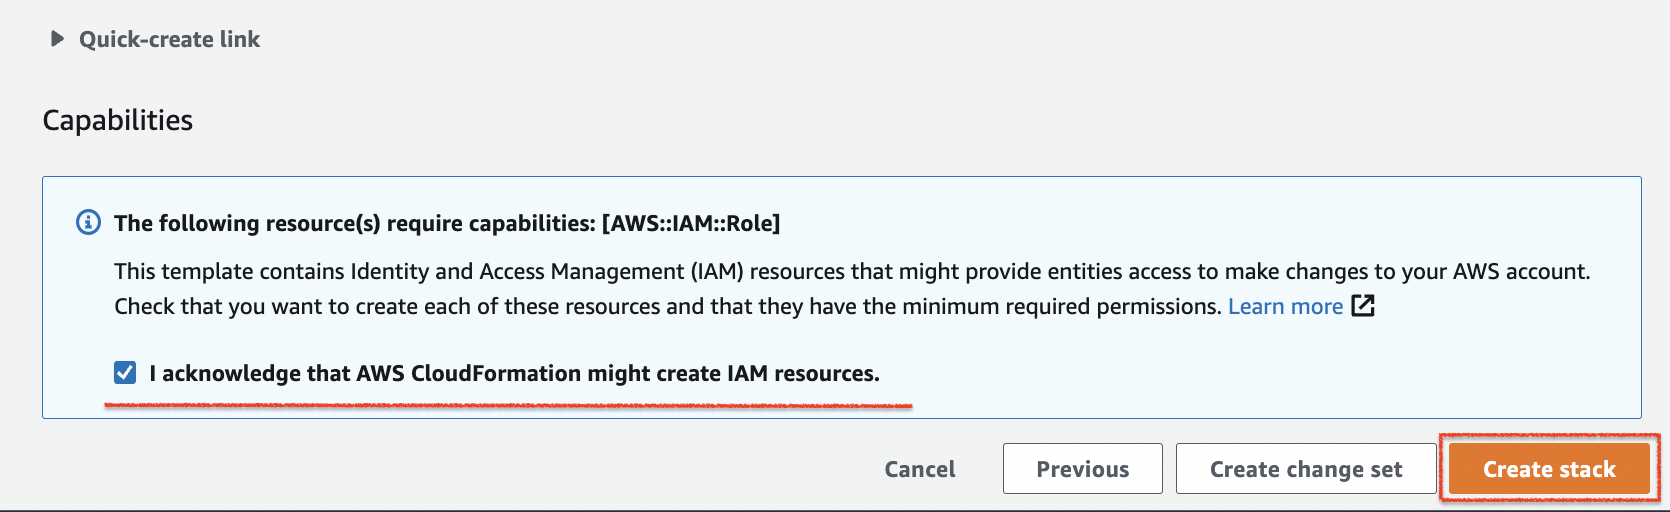 Quick-create link
Capabilities
The following resource(s) require capabilities: [AWS::IAM::Role]
This template contains Identity and Access Management (IAM) resources that might provide entities access to make changes to your AWS account.
Check that you want to create each of these resources and that they have the minimum required permissions. Learn more
I acknowledge that AWS CloudFormation might create IAM resources.
Cancel Previous Create change set Create stack